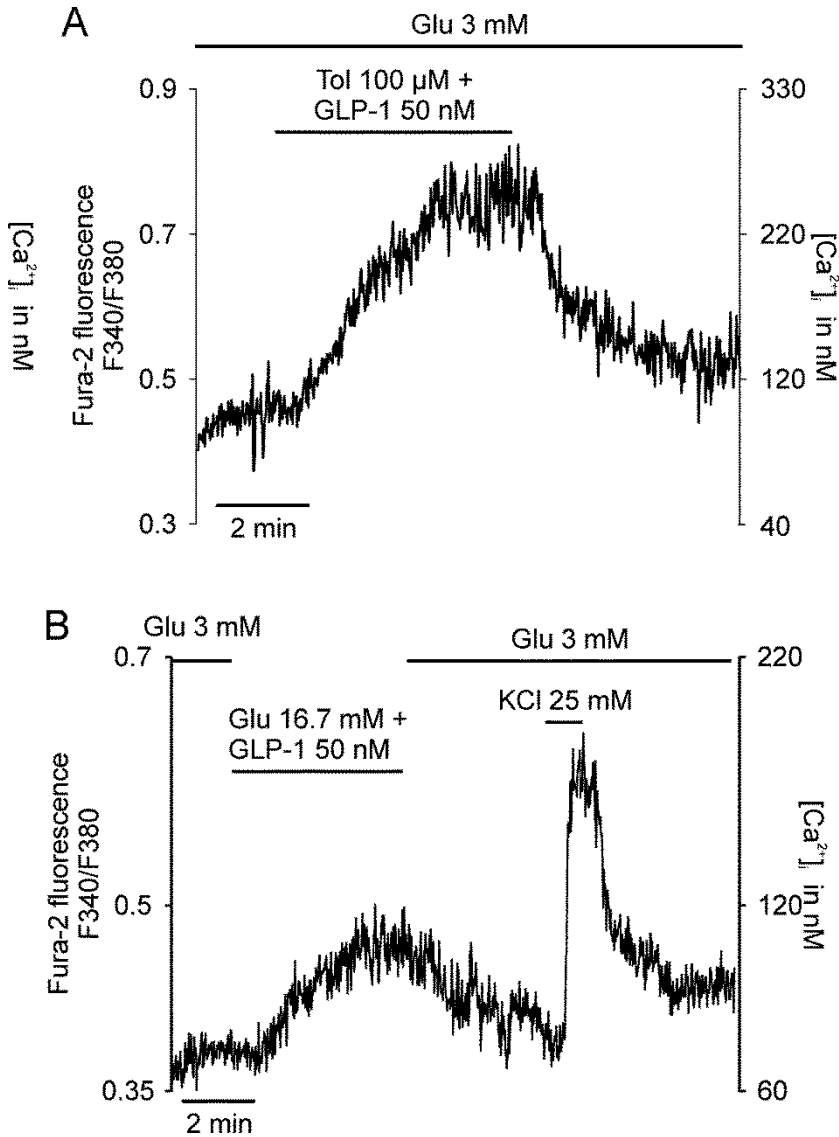 A
Glu 3 mM
Tol 100 µM +
GLP-1 50 nM
0.9
0.7
0.5
0.3
330
220
120
40
[Ca²⁺]ᵢ in nM
Fura-2 fluorescence
F340/F380
[Ca²⁺]ᵢ in nM
2 min
B
Glu 3 mM
Glu 3 mM
KCl 25 mM
Glu 16.7 mM +
GLP-1 50 nM
0.7
0.5
0.35
220
120
60
Fura-2 fluorescence
F340/F380
[Ca²⁺]ᵢ in nM
2 min